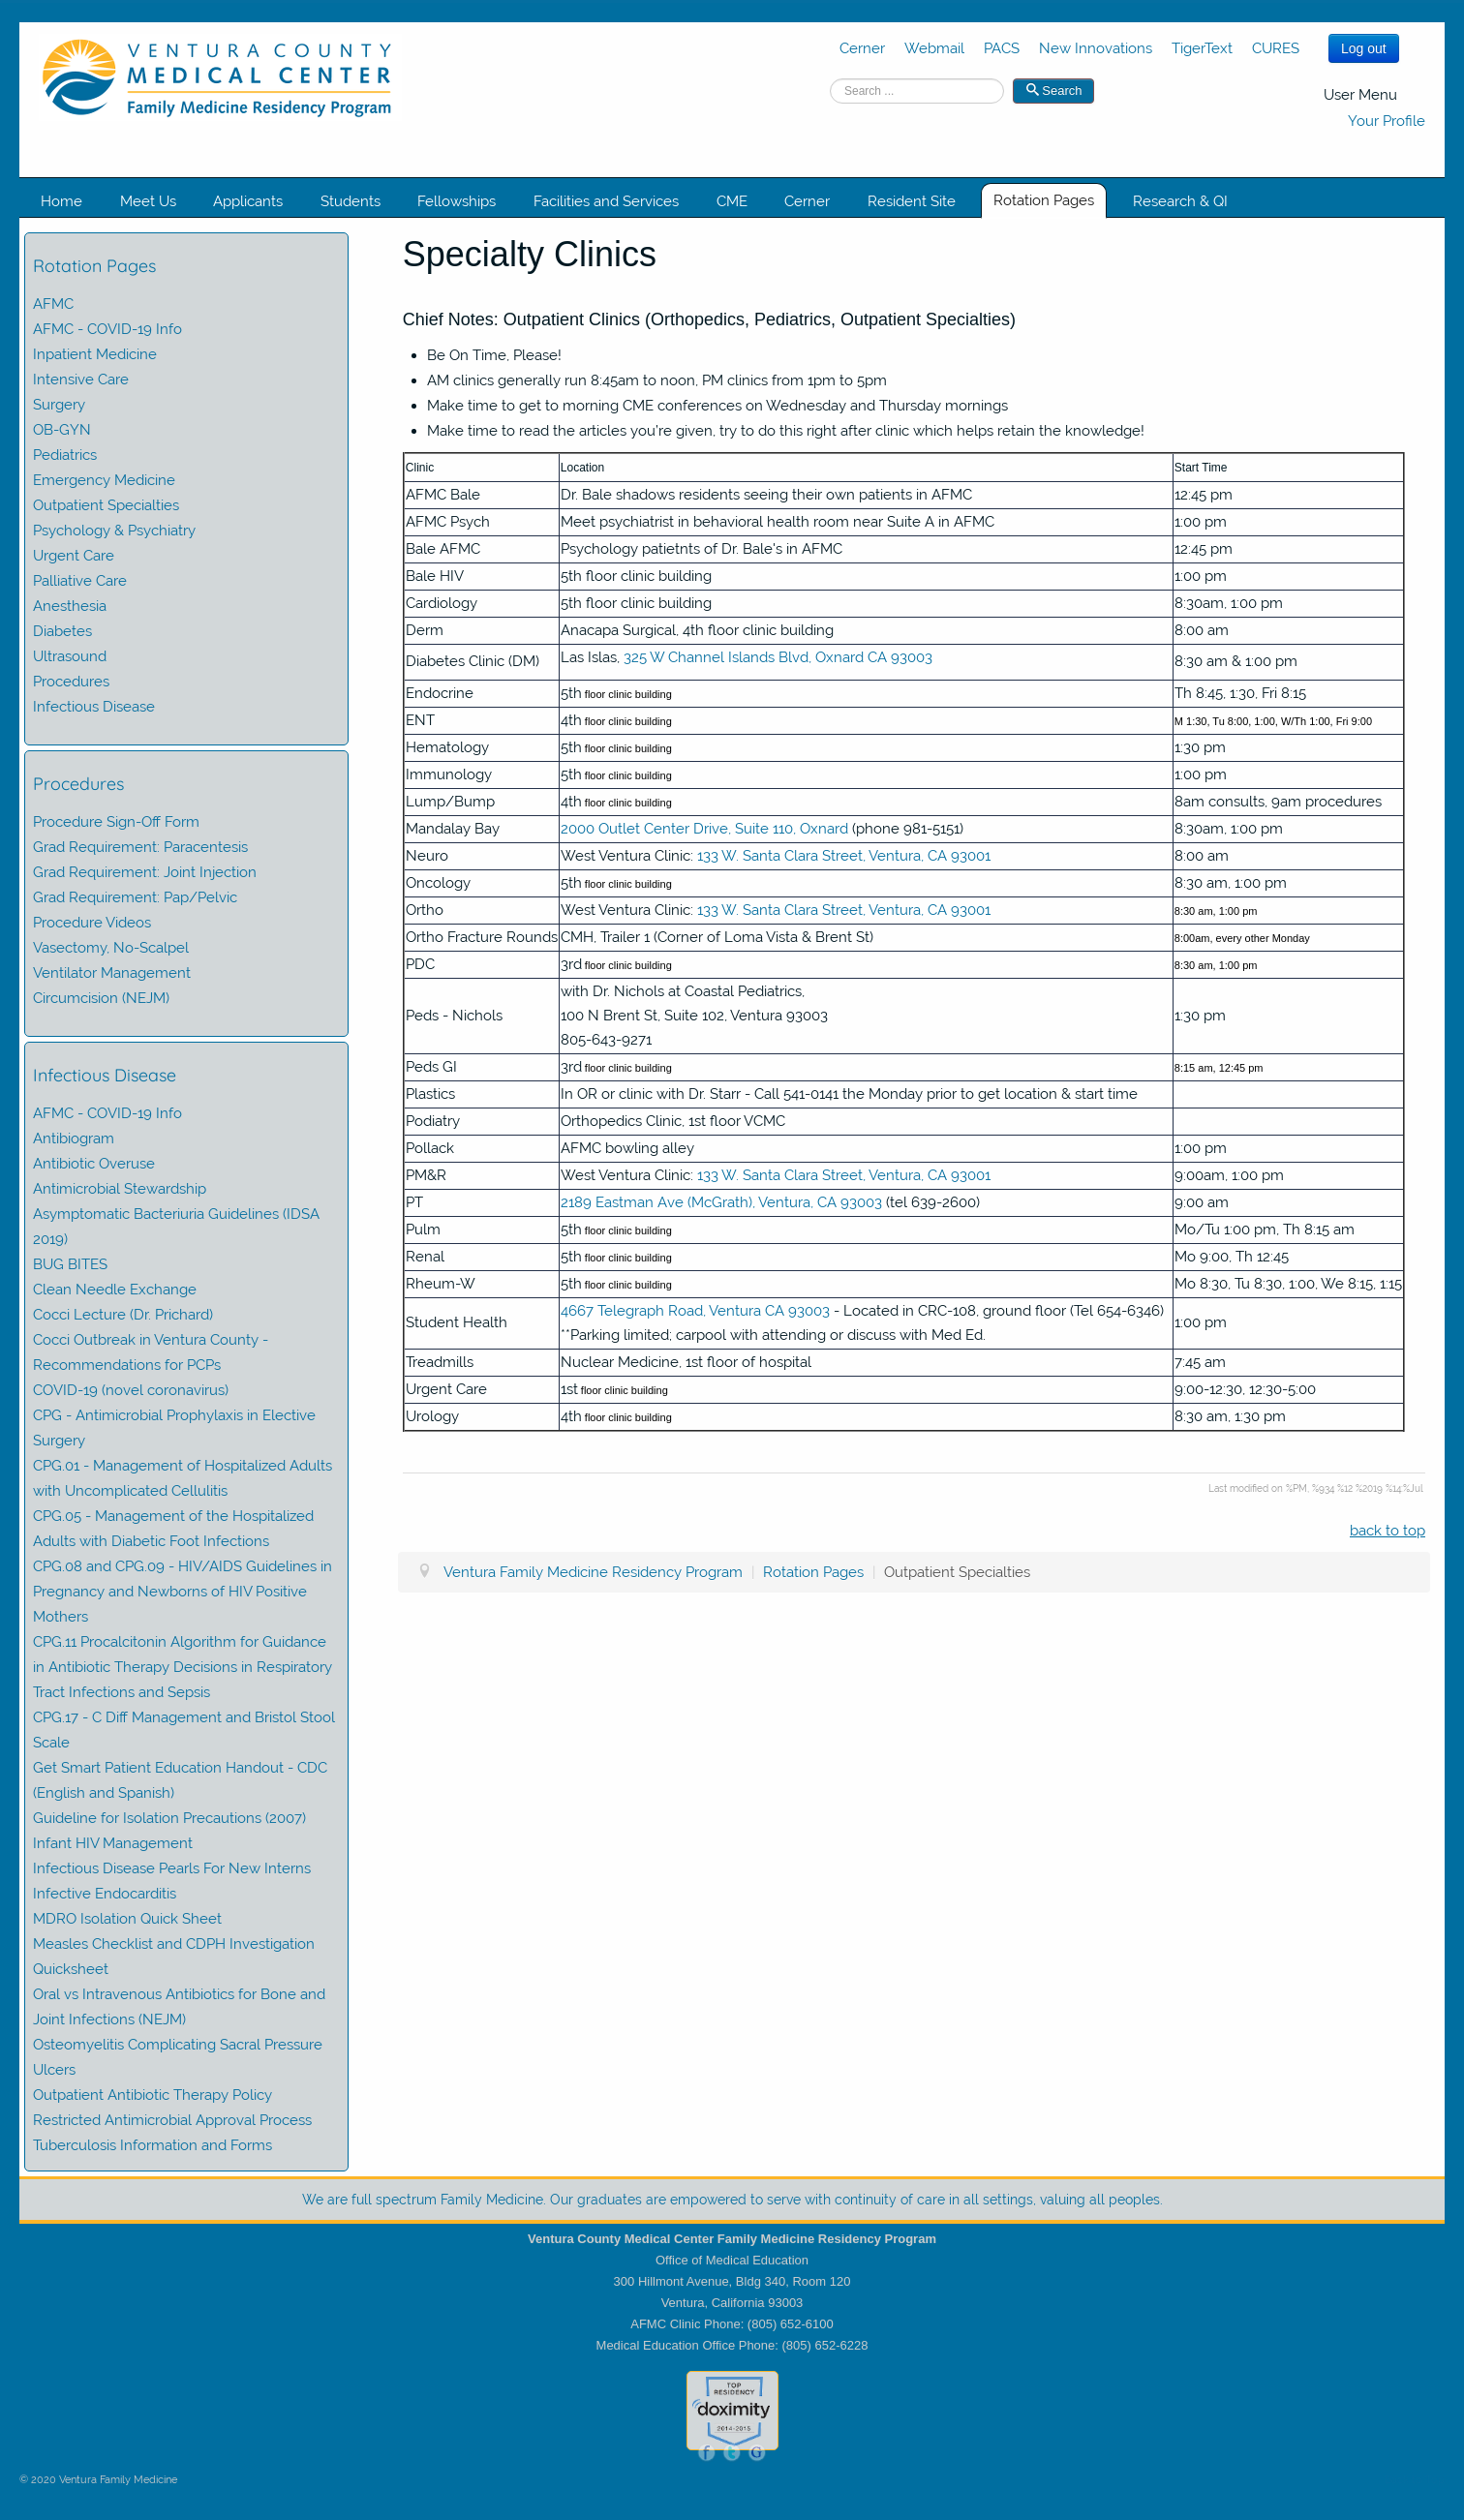 VENTURA COUNTY
MEDICAL CENTER
Family Medicine Residency Program
Cerner Webmail PACS New Innovations TigerText CURES Log out
Search ... Search
User Menu
Your Profile
Home Meet Us Applicants Students Fellowships Facilities and Services CME Cerner Resident Site Rotation Pages Research & QI
Rotation Pages
AFMC
AFMC - COVID-19 Info
Inpatient Medicine
Intensive Care
Surgery
OB-GYN
Pediatrics
Emergency Medicine
Outpatient Specialties
Psychology & Psychiatry
Urgent Care
Palliative Care
Anesthesia
Diabetes
Ultrasound
Procedures
Infectious Disease
Procedures
Procedure Sign-Off Form
Grad Requirement: Paracentesis
Grad Requirement: Joint Injection
Grad Requirement: Pap/Pelvic
Procedure Videos
Vasectomy, No-Scalpel
Ventilator Management
Circumcision (NEJM)
Infectious Disease
AFMC - COVID-19 Info
Antibiogram
Antibiotic Overuse
Antimicrobial Stewardship
Asymptomatic Bacteriuria Guidelines (IDSA
2019)
BUG BITES
Clean Needle Exchange
Cocci Lecture (Dr. Prichard)
Cocci Outbreak in Ventura County -
Recommendations for PCPs
COVID-19 (novel coronavirus)
CPG - Antimicrobial Prophylaxis in Elective
Surgery
CPG.01 - Management of Hospitalized Adults
with Uncomplicated Cellulitis
CPG.05 - Management of the Hospitalized
Adults with Diabetic Foot Infections
CPG.08 and CPG.09 - HIV/AIDS Guidelines in
Pregnancy and Newborns of HIV Positive
Mothers
CPG.11 Procalcitonin Algorithm for Guidance
in Antibiotic Therapy Decisions in Respiratory
Tract Infections and Sepsis
CPG.17 - C Diff Management and Bristol Stool
Scale
Get Smart Patient Education Handout - CDC
(English and Spanish)
Guideline for Isolation Precautions (2007)
Infant HIV Management
Infectious Disease Pearls For New Interns
Infective Endocarditis
MDRO Isolation Quick Sheet
Measles Checklist and CDPH Investigation
Quicksheet
Oral vs Intravenous Antibiotics for Bone and
Joint Infections (NEJM)
Osteomyelitis Complicating Sacral Pressure
Ulcers
Outpatient Antibiotic Therapy Policy
Restricted Antimicrobial Approval Process
Tuberculosis Information and Forms
Specialty Clinics
Chief Notes: Outpatient Clinics (Orthopedics, Pediatrics, Outpatient Specialties)
• Be On Time, Please!
• AM clinics generally run 8:45am to noon, PM clinics from 1pm to 5pm
• Make time to get to morning CME conferences on Wednesday and Thursday mornings
• Make time to read the articles you're given, try to do this right after clinic which helps retain the knowledge!
Clinic Location Start Time
AFMC Bale Dr. Bale shadows residents seeing their own patients in AFMC 12:45 pm
AFMC Psych Meet psychiatrist in behavioral health room near Suite A in AFMC 1:00 pm
Bale AFMC Psychology patietnts of Dr. Bale's in AFMC 12:45 pm
Bale HIV 5th floor clinic building 1:00 pm
Cardiology 5th floor clinic building 8:30am, 1:00 pm
Derm Anacapa Surgical, 4th floor clinic building 8:00 am
Diabetes Clinic (DM) Las Islas, 325 W Channel Islands Blvd, Oxnard CA 93003 8:30 am & 1:00 pm
Endocrine 5th floor clinic building Th 8:45, 1:30, Fri 8:15
ENT 4th floor clinic building M 1:30, Tu 8:00, 1:00, W/Th 1:00, Fri 9:00
Hematology 5th floor clinic building 1:30 pm
Immunology 5th floor clinic building 1:00 pm
Lump/Bump 4th floor clinic building 8am consults, 9am procedures
Mandalay Bay 2000 Outlet Center Drive, Suite 110, Oxnard (phone 981-5151) 8:30am, 1:00 pm
Neuro West Ventura Clinic: 133 W. Santa Clara Street, Ventura, CA 93001 8:00 am
Oncology 5th floor clinic building 8:30 am, 1:00 pm
Ortho West Ventura Clinic: 133 W. Santa Clara Street, Ventura, CA 93001 8:30 am, 1:00 pm
Ortho Fracture Rounds CMH, Trailer 1 (Corner of Loma Vista & Brent St) 8:00am, every other Monday
PDC 3rd floor clinic building 8:30 am, 1:00 pm
Peds - Nichols with Dr. Nichols at Coastal Pediatrics,
100 N Brent St, Suite 102, Ventura 93003
805-643-9271 1:30 pm
Peds GI 3rd floor clinic building 8:15 am, 12:45 pm
Plastics In OR or clinic with Dr. Starr - Call 541-0141 the Monday prior to get location & start time
Podiatry Orthopedics Clinic, 1st floor VCMC
Pollack AFMC bowling alley 1:00 pm
PM&R West Ventura Clinic: 133 W. Santa Clara Street, Ventura, CA 93001 9:00am, 1:00 pm
PT 2189 Eastman Ave (McGrath), Ventura, CA 93003 (tel 639-2600) 9:00 am
Pulm 5th floor clinic building Mo/Tu 1:00 pm, Th 8:15 am
Renal 5th floor clinic building Mo 9:00, Th 12:45
Rheum-W 5th floor clinic building Mo 8:30, Tu 8:30, 1:00, We 8:15, 1:15
Student Health 4667 Telegraph Road, Ventura CA 93003 - Located in CRC-108, ground floor (Tel 654-6346)
**Parking limited; carpool with attending or discuss with Med Ed. 1:00 pm
Treadmills Nuclear Medicine, 1st floor of hospital 7:45 am
Urgent Care 1st floor clinic building 9:00-12:30, 12:30-5:00
Urology 4th floor clinic building 8:30 am, 1:30 pm
Last modified on %PM, %934 %12 %2019 %14:%Jul
back to top
Ventura Family Medicine Residency Program | Rotation Pages | Outpatient Specialties
We are full spectrum Family Medicine. Our graduates are empowered to serve with continuity of care in all settings, valuing all peoples.
Ventura County Medical Center Family Medicine Residency Program
Office of Medical Education
300 Hillmont Avenue, Bldg 340, Room 120
Ventura, California 93003
AFMC Clinic Phone: (805) 652-6100
Medical Education Office Phone: (805) 652-6228
TOP
RESIDENCY
doximity
2014-2015
f t G
© 2020 Ventura Family Medicine